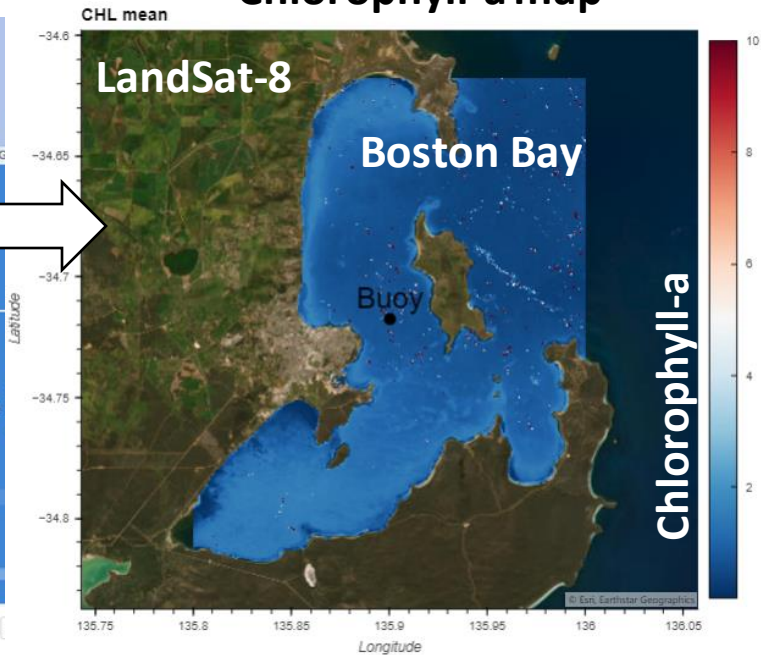 Chlorophyll-a map
CHL mean
LandSat-8
Boston Bay
Buoy
−34.6
−34.65
−34.7
−34.75
−34.8
Latitude
135.75
135.8
135.85
135.9
135.95
136
136.05
Longitude
© Esri, Earthstar Geographics
Chlorophyll-a
10
8
6
4
2